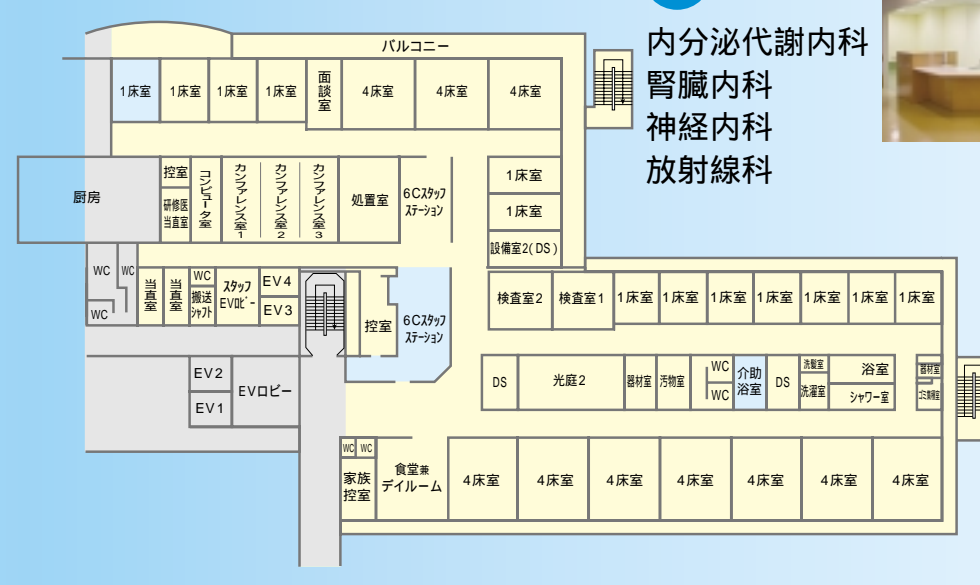 内分泌代謝内科
腎臓内科
神経内科
放射線科
バルコニー
1床室
1床室
1床室
1床室
面談室
4床室
4床室
4床室
厨房
控室
研修医
当直室
コンピュータ室
カンファレンス室1
カンファレンス室2
カンファレンス室3
処置室
6Cスタッフ
ステーション
1床室
1床室
設備室2(DS)
WC
WC
WC
当直室
当直室
WC
搬送
シャフト
スタッフ
EVロビー
EV4
EV3
控室
6Cスタッフ
ステーション
検査室2
検査室1
1床室
1床室
1床室
1床室
1床室
1床室
1床室
EV2
EV1
EVロビー
DS
光庭2
器材室
汚物室
WC
WC
介助
浴室
DS
洗髪室
洗濯室
浴室
シャワー室
器材室
WC
WC
家族
控室
食堂兼
デイルーム
4床室
4床室
4床室
4床室
4床室
4床室
4床室